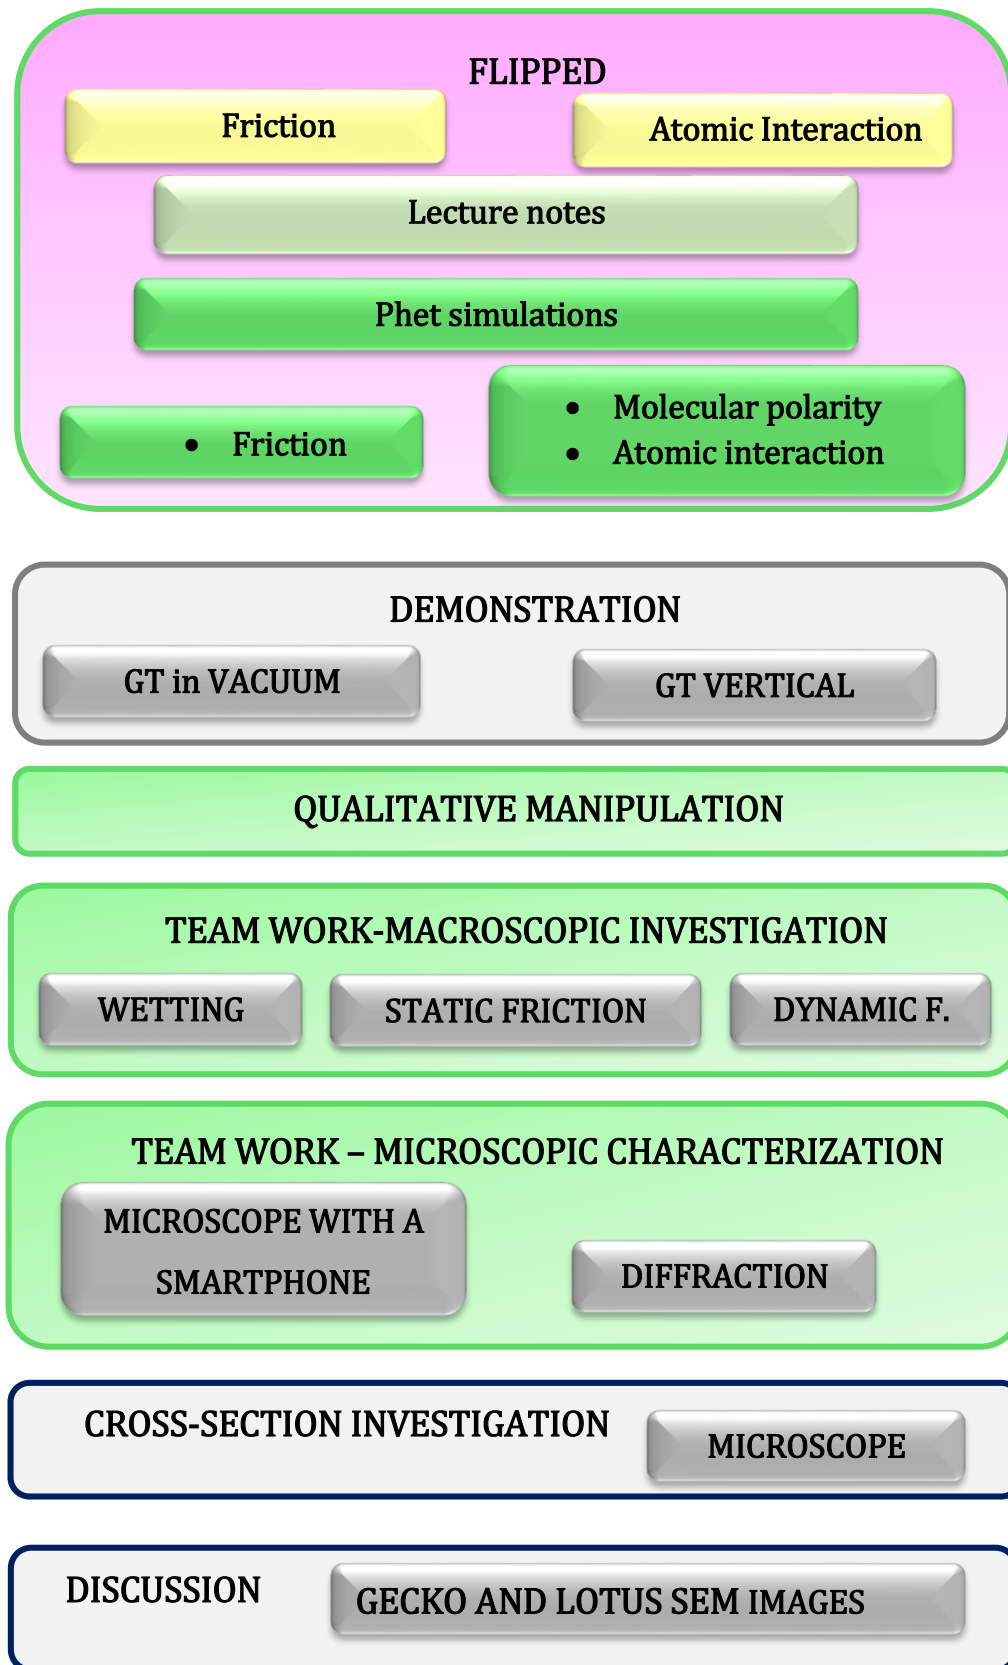 FLIPPED
Friction
Atomic Interaction
Lecture notes
Phet simulations
• Friction
• Molecular polarity
• Atomic interaction
DEMONSTRATION
GT in VACUUM
GT VERTICAL
QUALITATIVE MANIPULATION
TEAM WORK-MACROSCOPIC INVESTIGATION
WETTING
STATIC FRICTION
DYNAMIC F.
TEAM WORK – MICROSCOPIC CHARACTERIZATION
MICROSCOPE WITH A
SMARTPHONE
DIFFRACTION
CROSS-SECTION INVESTIGATION
MICROSCOPE
DISCUSSION
GECKO AND LOTUS SEM IMAGES